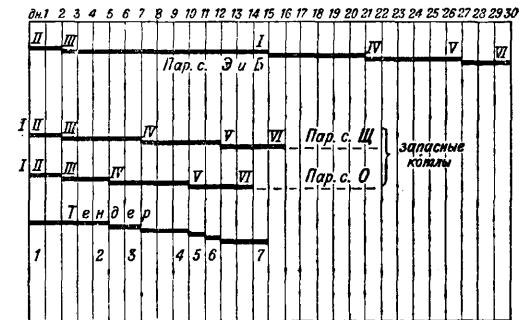 дн.1 2 3 4 5 6 7 8 9 10 11 12 13 14 15 16 17 18 19 20 21 22 23 24 25 26 27 28 29 30
II III I IV V VI
Пар. с. Э и Б
I II III IV V VI Пар. с. Щ
запасные
котлы
I II III IV V VI Пар. с. О
Тендер
1 2 3 4 5 6 7